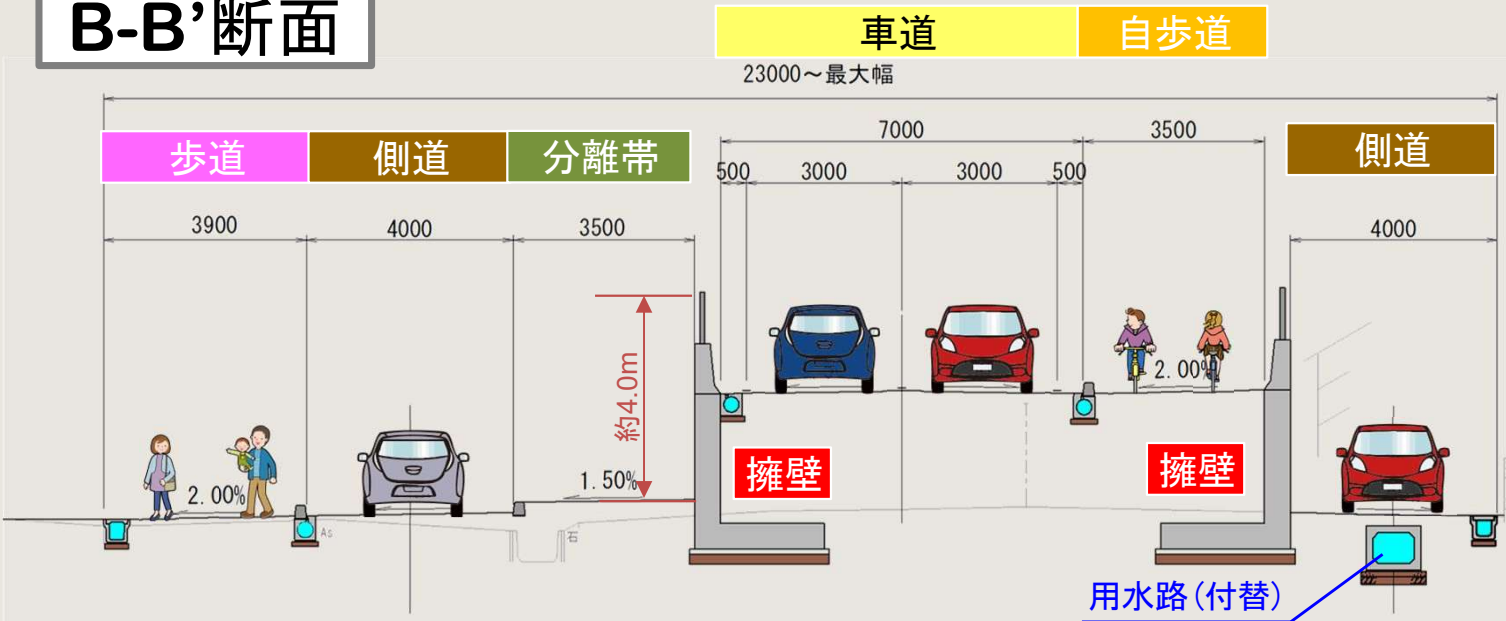 B-B’断面
車道
自歩道
23000～最大幅
歩道
側道
分離帯
側道
7000
3500
500
3000
3000
500
3900
4000
3500
4000
約4.0m
2.00%
2.00%
1.50%
擁壁
擁壁
As
石
用水路（付替）